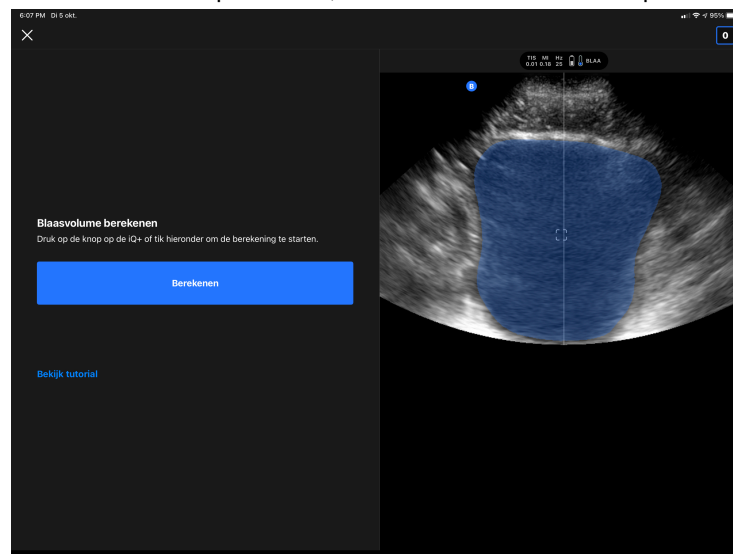 6:07 PM Di 5 okt.
95%
0
TIS MI Hz
0.01 0.18 25 BLAA
B
Blaasvolume berekenen
Druk op de knop op de iQ+ of tik hieronder om de berekening te starten.
Berekenen
Bekijk tutorial